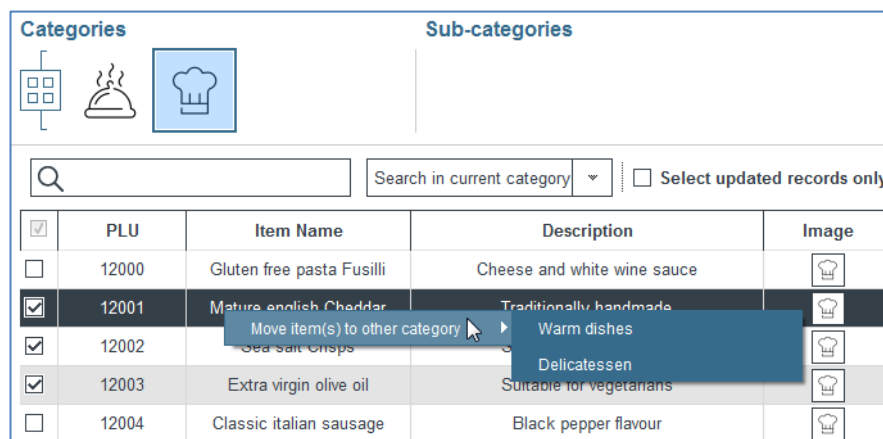 Categories Sub-categories
Search in current category Select updated records only
PLU Item Name Description Image
12000 Gluten free pasta Fusilli Cheese and white wine sauce
12001 Mature english Cheddar Traditionally handmade
Move item(s) to other category Warm dishes
12002 Sea salt Crisps
Delicatessen
12003 Extra virgin olive oil Suitable for vegetarians
12004 Classic italian sausage Black pepper flavour